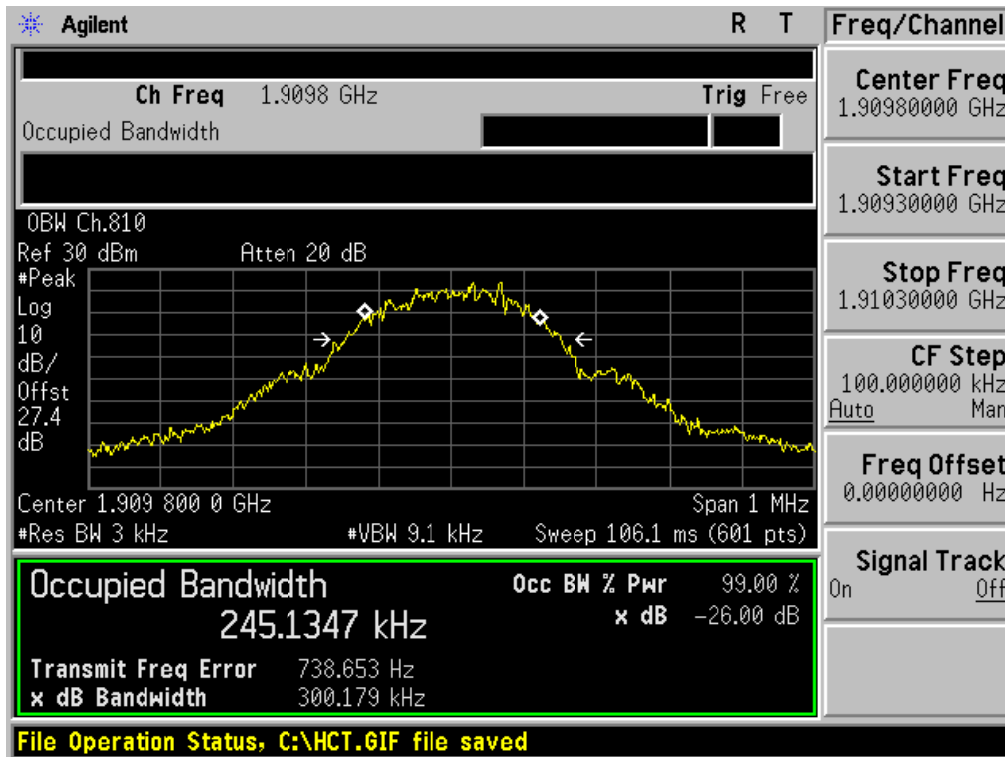 Agilent R T
Freq/Channel
Ch Freq 1.9098 GHz Trig Free
Occupied Bandwidth
Center Freq
1.90980000 GHz
Start Freq
1.90930000 GHz
Stop Freq
1.91030000 GHz
CF Step
100.000000 kHz
Auto Man
Freq Offset
0.00000000 Hz
Signal Track
On Off
OBW Ch.810
Ref 30 dBm Atten 20 dB
#Peak
Log
10
dB/
Offst
27.4
dB
Center 1.909 800 0 GHz Span 1 MHz
#Res BW 3 kHz #VBW 9.1 kHz Sweep 106.1 ms (601 pts)
Occupied Bandwidth
245.1347 kHz
Occ BW % Pwr 99.00 %
x dB -26.00 dB
Transmit Freq Error 738.653 Hz
x dB Bandwidth 300.179 kHz
File Operation Status, C:\HCT.GIF file saved